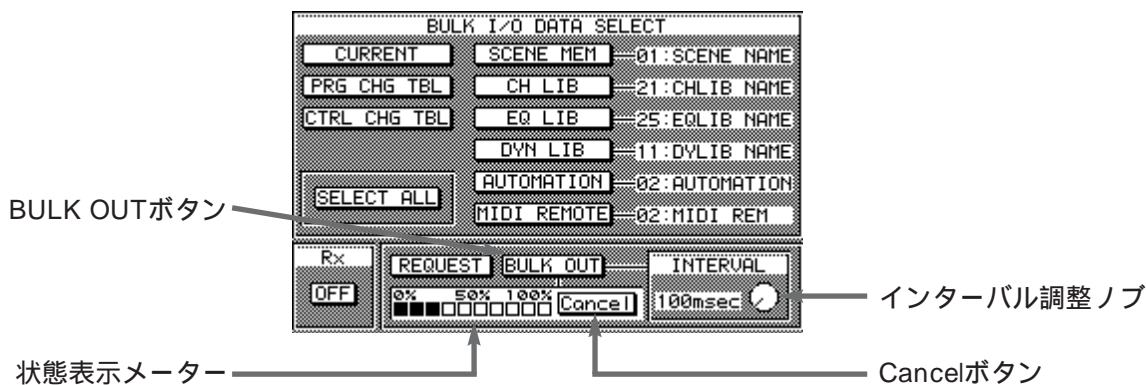 BULK I/O DATA SELECT
CURRENT
SCENE MEM
01:SCENE NAME
PRG CHG TBL
CH LIB
21:CHLIB NAME
CTRL CHG TBL
EQ LIB
25:EQLIB NAME
DYN LIB
11:DYLIB NAME
SELECT ALL
AUTOMATION
02:AUTOMATION
MIDI REMOTE
02:MIDI REM
BULK OUTボタン
Rx
OFF
REQUEST
BULK OUT
0% 50% 100%
Cancel
INTERVAL
100msec
インターバル調整ノブ
状態表示メーター
Cancelボタン